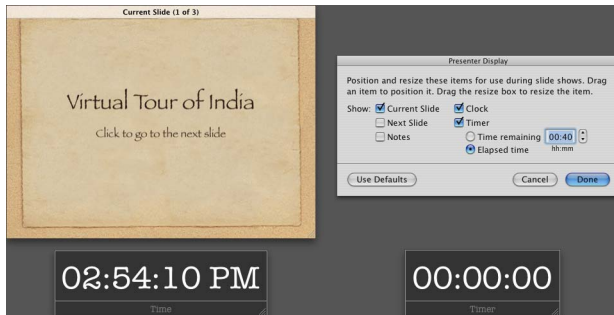 Current Slide (1 of 3)
Virtual Tour of India
Click to go to the next slide
02:54:10 PM
Time
Presenter Display
Position and resize these items for use during slide shows. Drag
an item to position it. Drag the resize box to resize the item.
Show: Current Slide Clock
Next Slide Timer
Notes Time remaining 00:40
Elapsed time hh:mm
Use Defaults Cancel Done
00:00:00
Timer